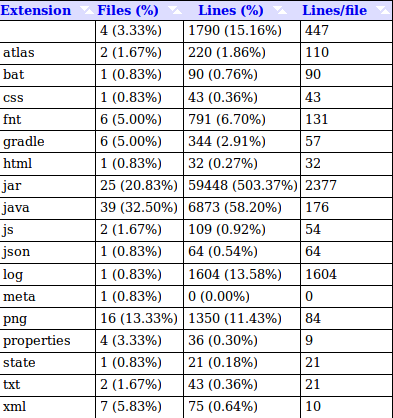 Extension Files (%) Lines (%) Lines/file
4 (3.33%) 1790 (15.16%) 447
atlas 2 (1.67%) 220 (1.86%) 110
bat 1 (0.83%) 90 (0.76%) 90
css 1 (0.83%) 43 (0.36%) 43
fnt 6 (5.00%) 791 (6.70%) 131
gradle 6 (5.00%) 344 (2.91%) 57
html 1 (0.83%) 32 (0.27%) 32
jar 25 (20.83%) 59448 (503.37%) 2377
java 39 (32.50%) 6873 (58.20%) 176
js 2 (1.67%) 109 (0.92%) 54
json 1 (0.83%) 64 (0.54%) 64
log 1 (0.83%) 1604 (13.58%) 1604
meta 1 (0.83%) 0 (0.00%) 0
png 16 (13.33%) 1350 (11.43%) 84
properties 4 (3.33%) 36 (0.30%) 9
state 1 (0.83%) 21 (0.18%) 21
txt 2 (1.67%) 43 (0.36%) 21
xml 7 (5.83%) 75 (0.64%) 10